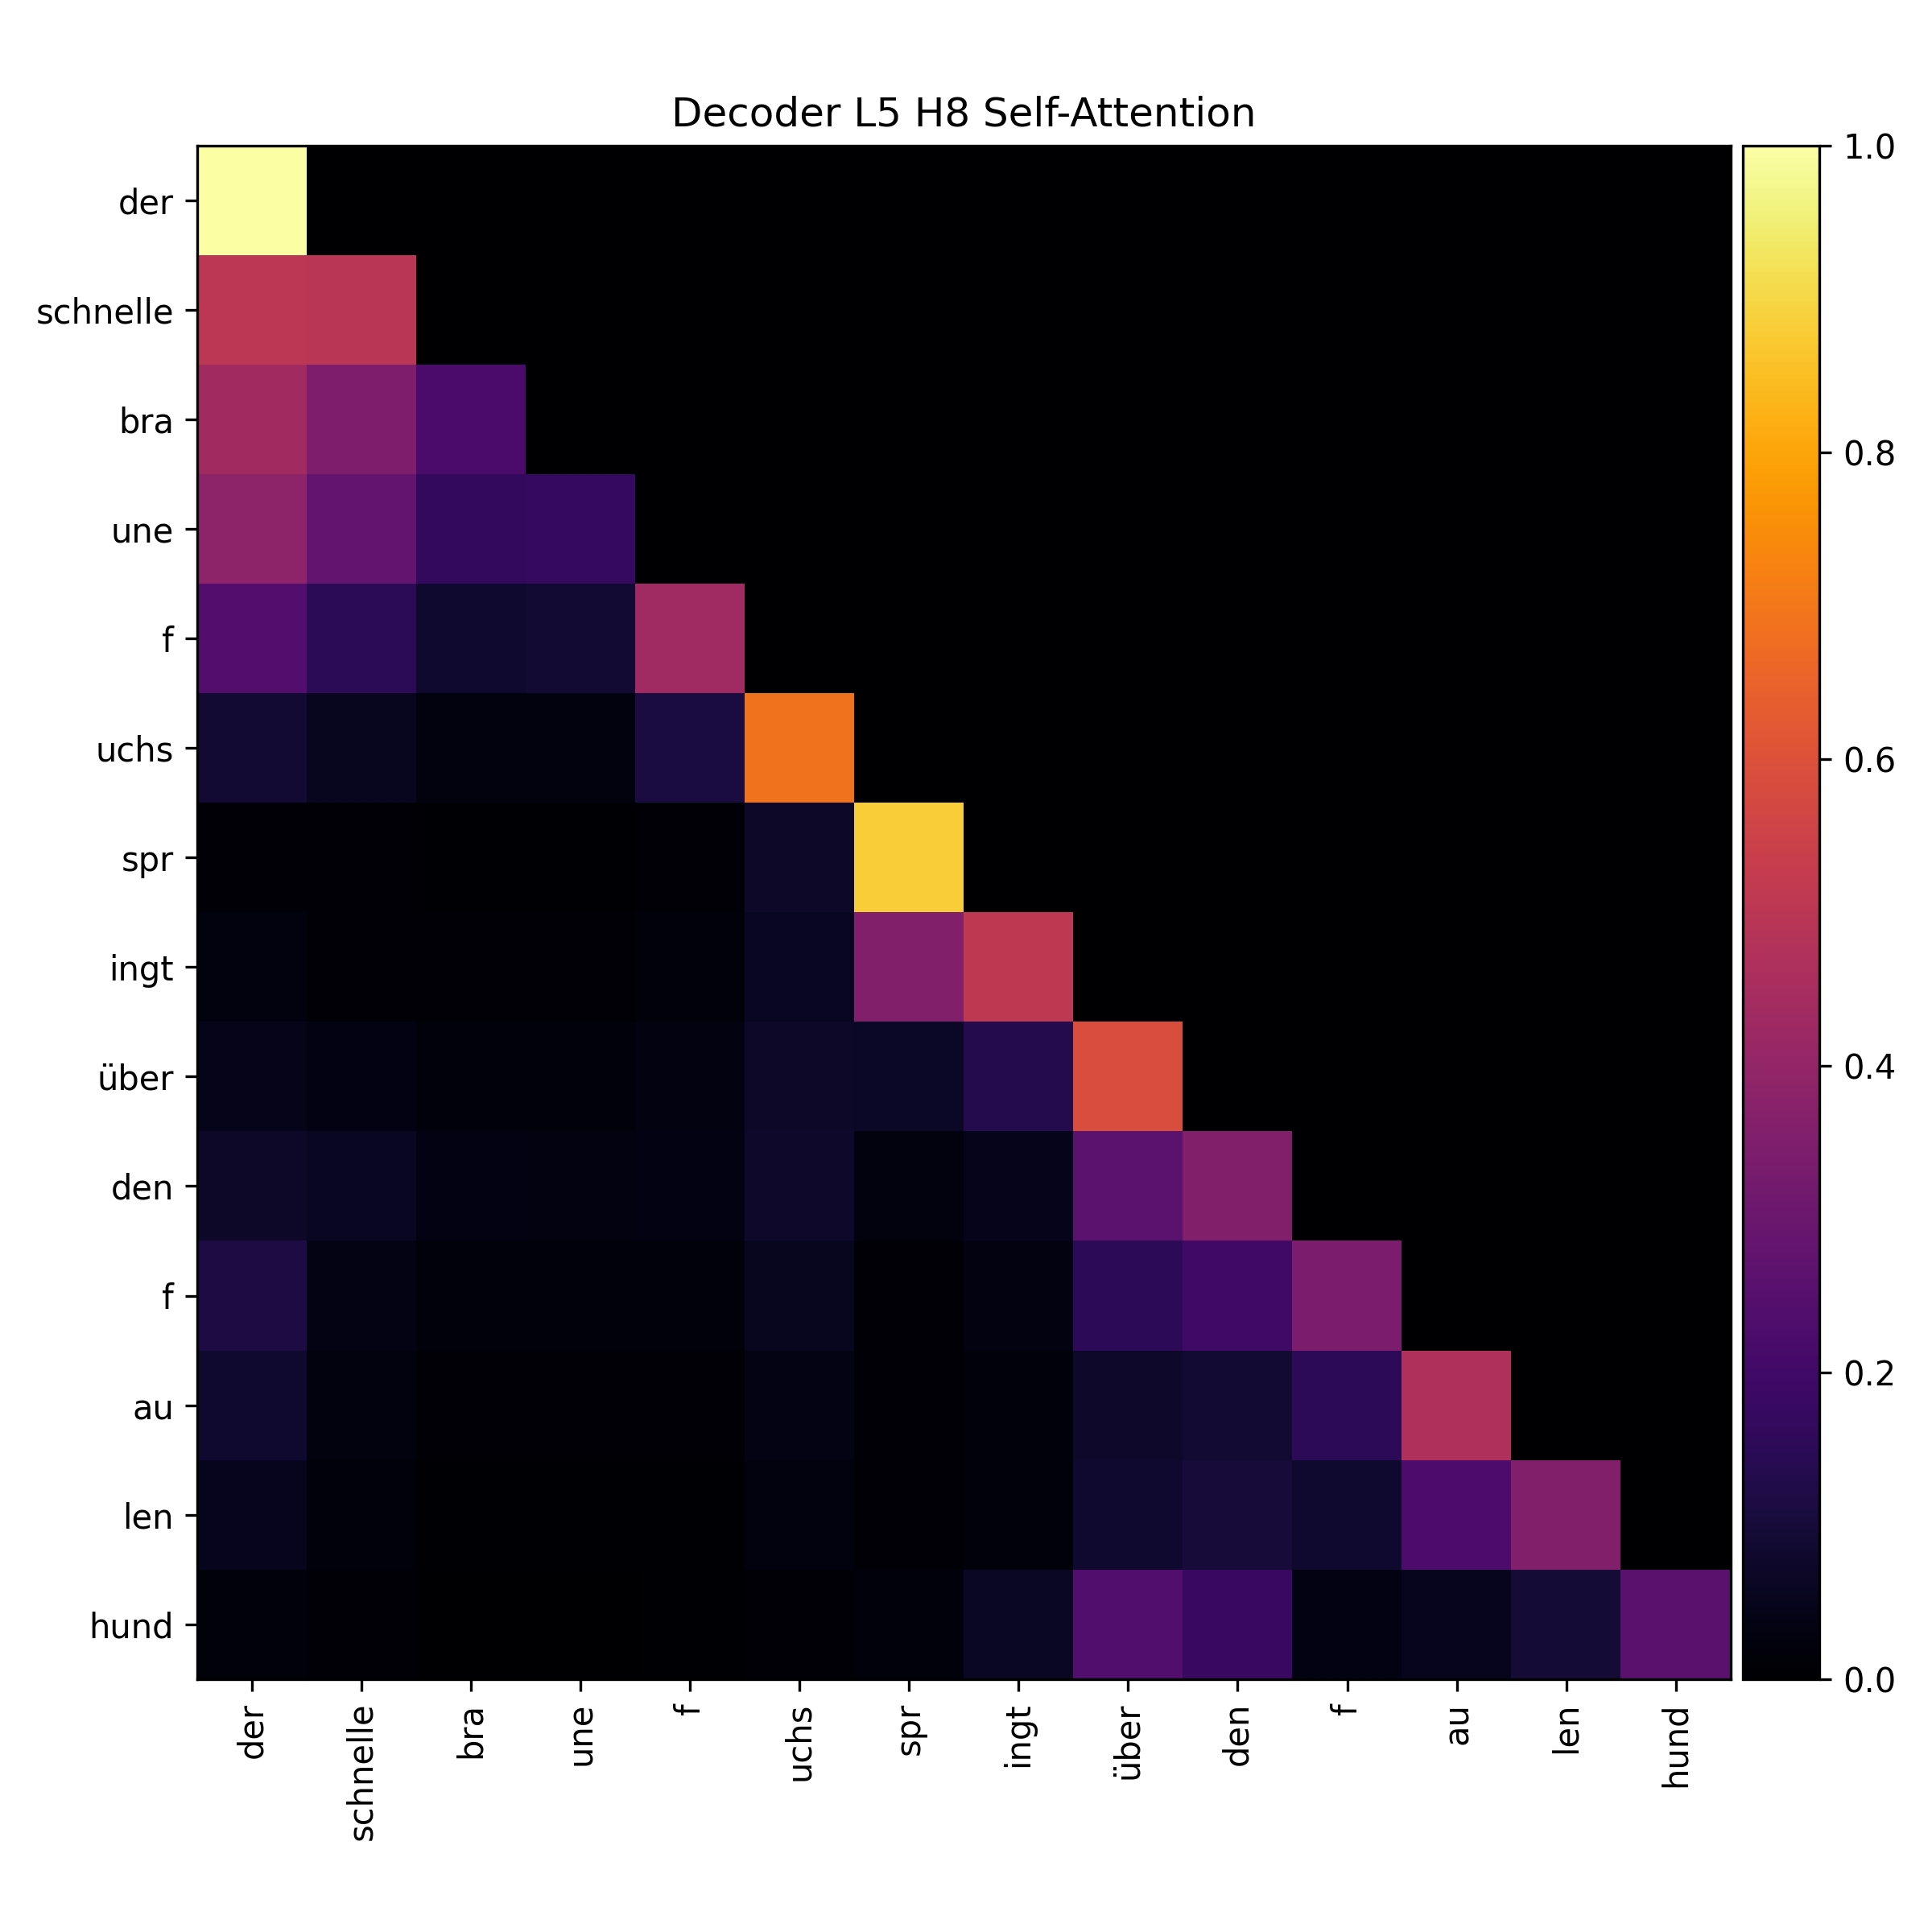 Decoder L5 H8 Self-Attention
der
schnelle
bra
une
f
uchs
spr
ingt
über
den
f
au
len
hund
der
schnelle
bra
une
f
uchs
spr
ingt
über
den
f
au
len
hund
1.0
0.8
0.6
0.4
0.2
0.0